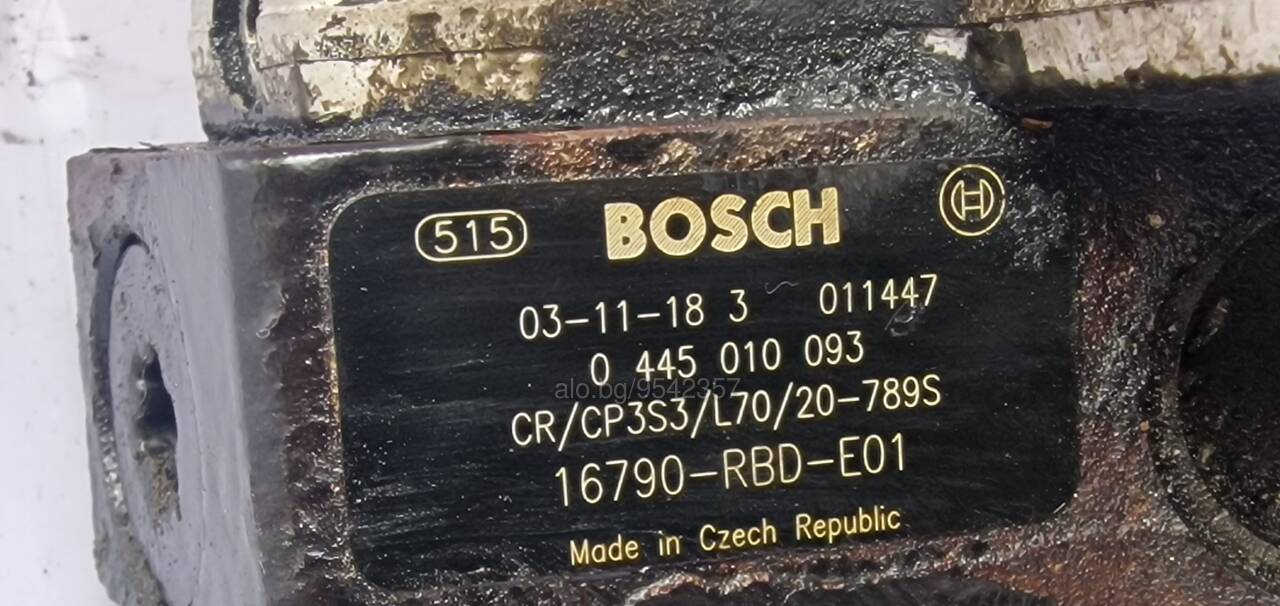 515 BOSCH
03-11-18 3 011447
0 445 010 093
alo.bg/9542357
CR/CP3S3/L70/20-789S
16790-RBD-E01
Made in Czech Republic